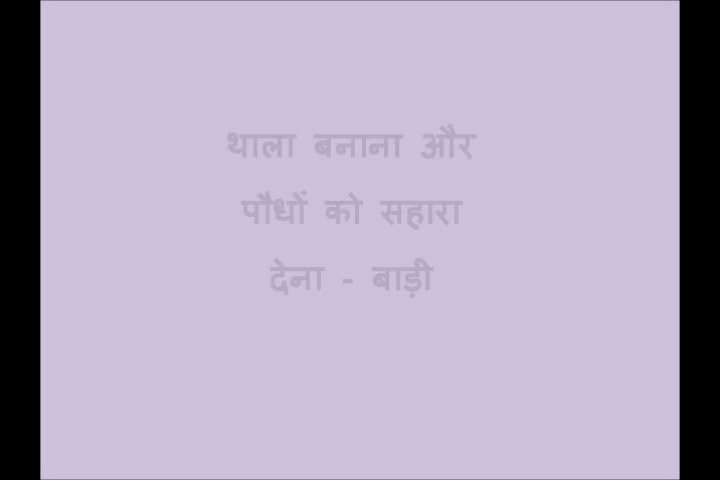 थाला बनाना और
पौधों को सहारा
देना - बाड़ी